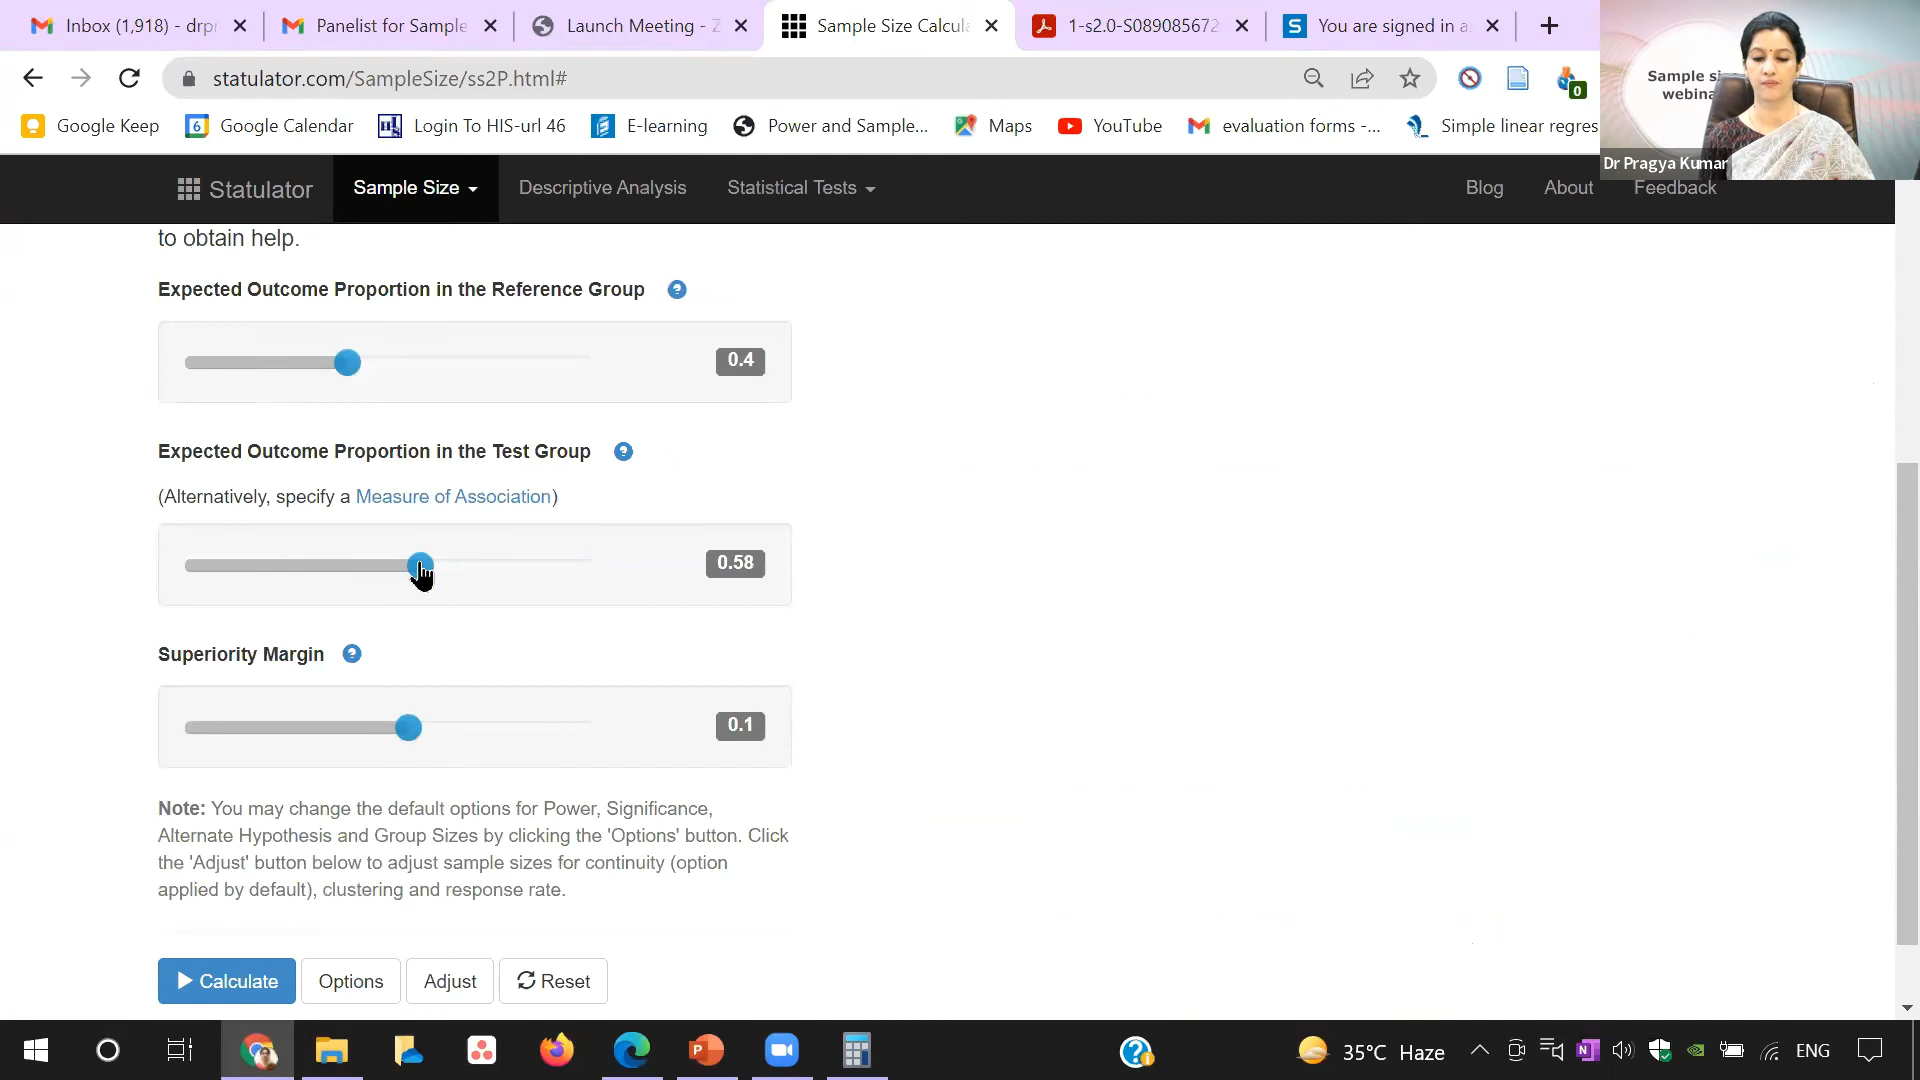 Inbox (1,918) - drpr
Panelist for Sample
Launch Meeting - Z
Sample Size Calcula
1-s2.0-S089085672
You are signed in a
statulator.com/SampleSize/ss2P.html#
0
Google Keep
6 Google Calendar
Login To HIS-url 46
E-learning
Power and Sample...
Maps
YouTube
evaluation forms -...
Simple linear regres
Sample si
webina
Dr Pragya Kumar
Statulator
Sample Size
Descriptive Analysis
Statistical Tests
Blog
About
Feedback
to obtain help.
Expected Outcome Proportion in the Reference Group ?
0.4
Expected Outcome Proportion in the Test Group ?
(Alternatively, specify a Measure of Association)
0.58
Superiority Margin ?
0.1
Note: You may change the default options for Power, Significance,
Alternate Hypothesis and Group Sizes by clicking the 'Options' button. Click
the 'Adjust' button below to adjust sample sizes for continuity (option
applied by default), clustering and response rate.
Calculate
Options
Adjust
Reset
35°C Haze
ENG